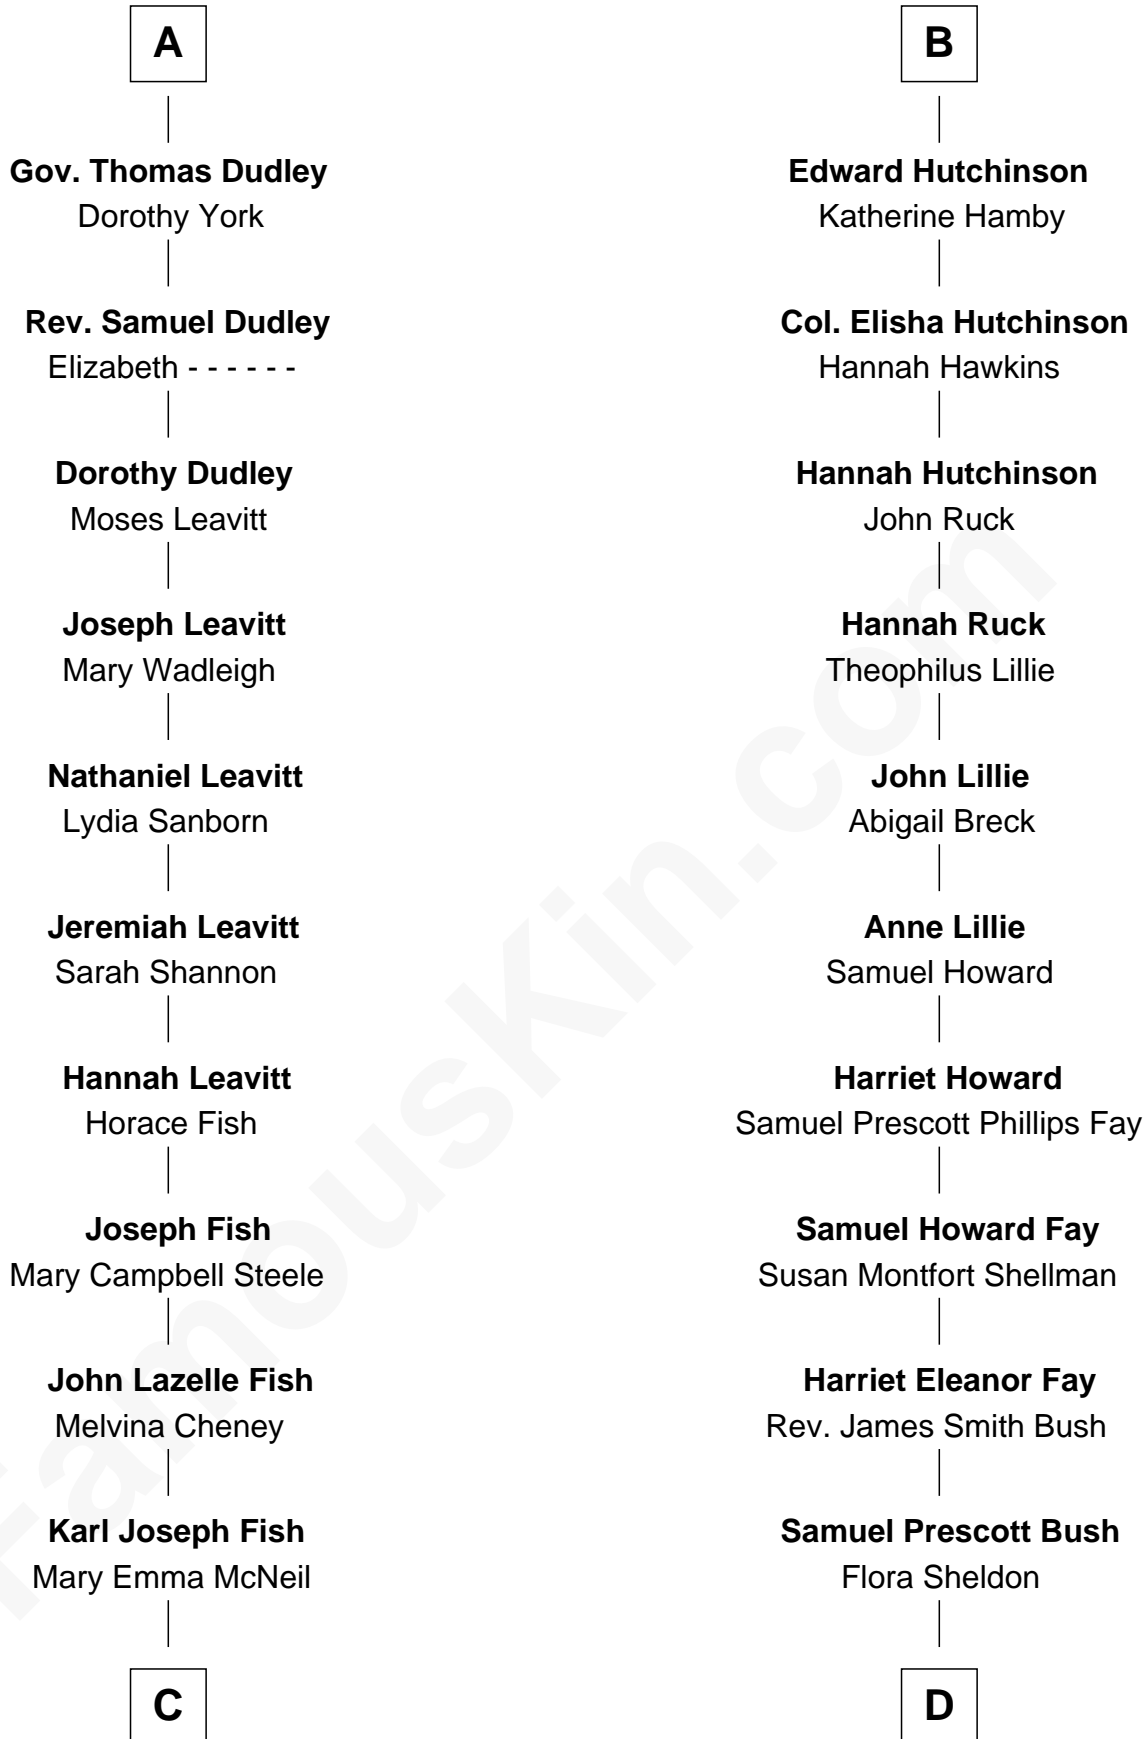 A
Gov. Thomas Dudley
Dorothy York
Rev. Samuel Dudley
Elizabeth - - - - - -
Dorothy Dudley
Moses Leavitt
Joseph Leavitt
Mary Wadleigh
Nathaniel Leavitt
Lydia Sanborn
Jeremiah Leavitt
Sarah Shannon
Hannah Leavitt
Horace Fish
Joseph Fish
Mary Campbell Steele
John Lazelle Fish
Melvina Cheney
Karl Joseph Fish
Mary Emma McNeil
C
B
Edward Hutchinson
Katherine Hamby
Col. Elisha Hutchinson
Hannah Hawkins
Hannah Hutchinson
John Ruck
Hannah Ruck
Theophilus Lillie
John Lillie
Abigail Breck
Anne Lillie
Samuel Howard
Harriet Howard
Samuel Prescott Phillips Fay
Samuel Howard Fay
Susan Montfort Shellman
Harriet Eleanor Fay
Rev. James Smith Bush
Samuel Prescott Bush
Flora Sheldon
D
FamousKin.com